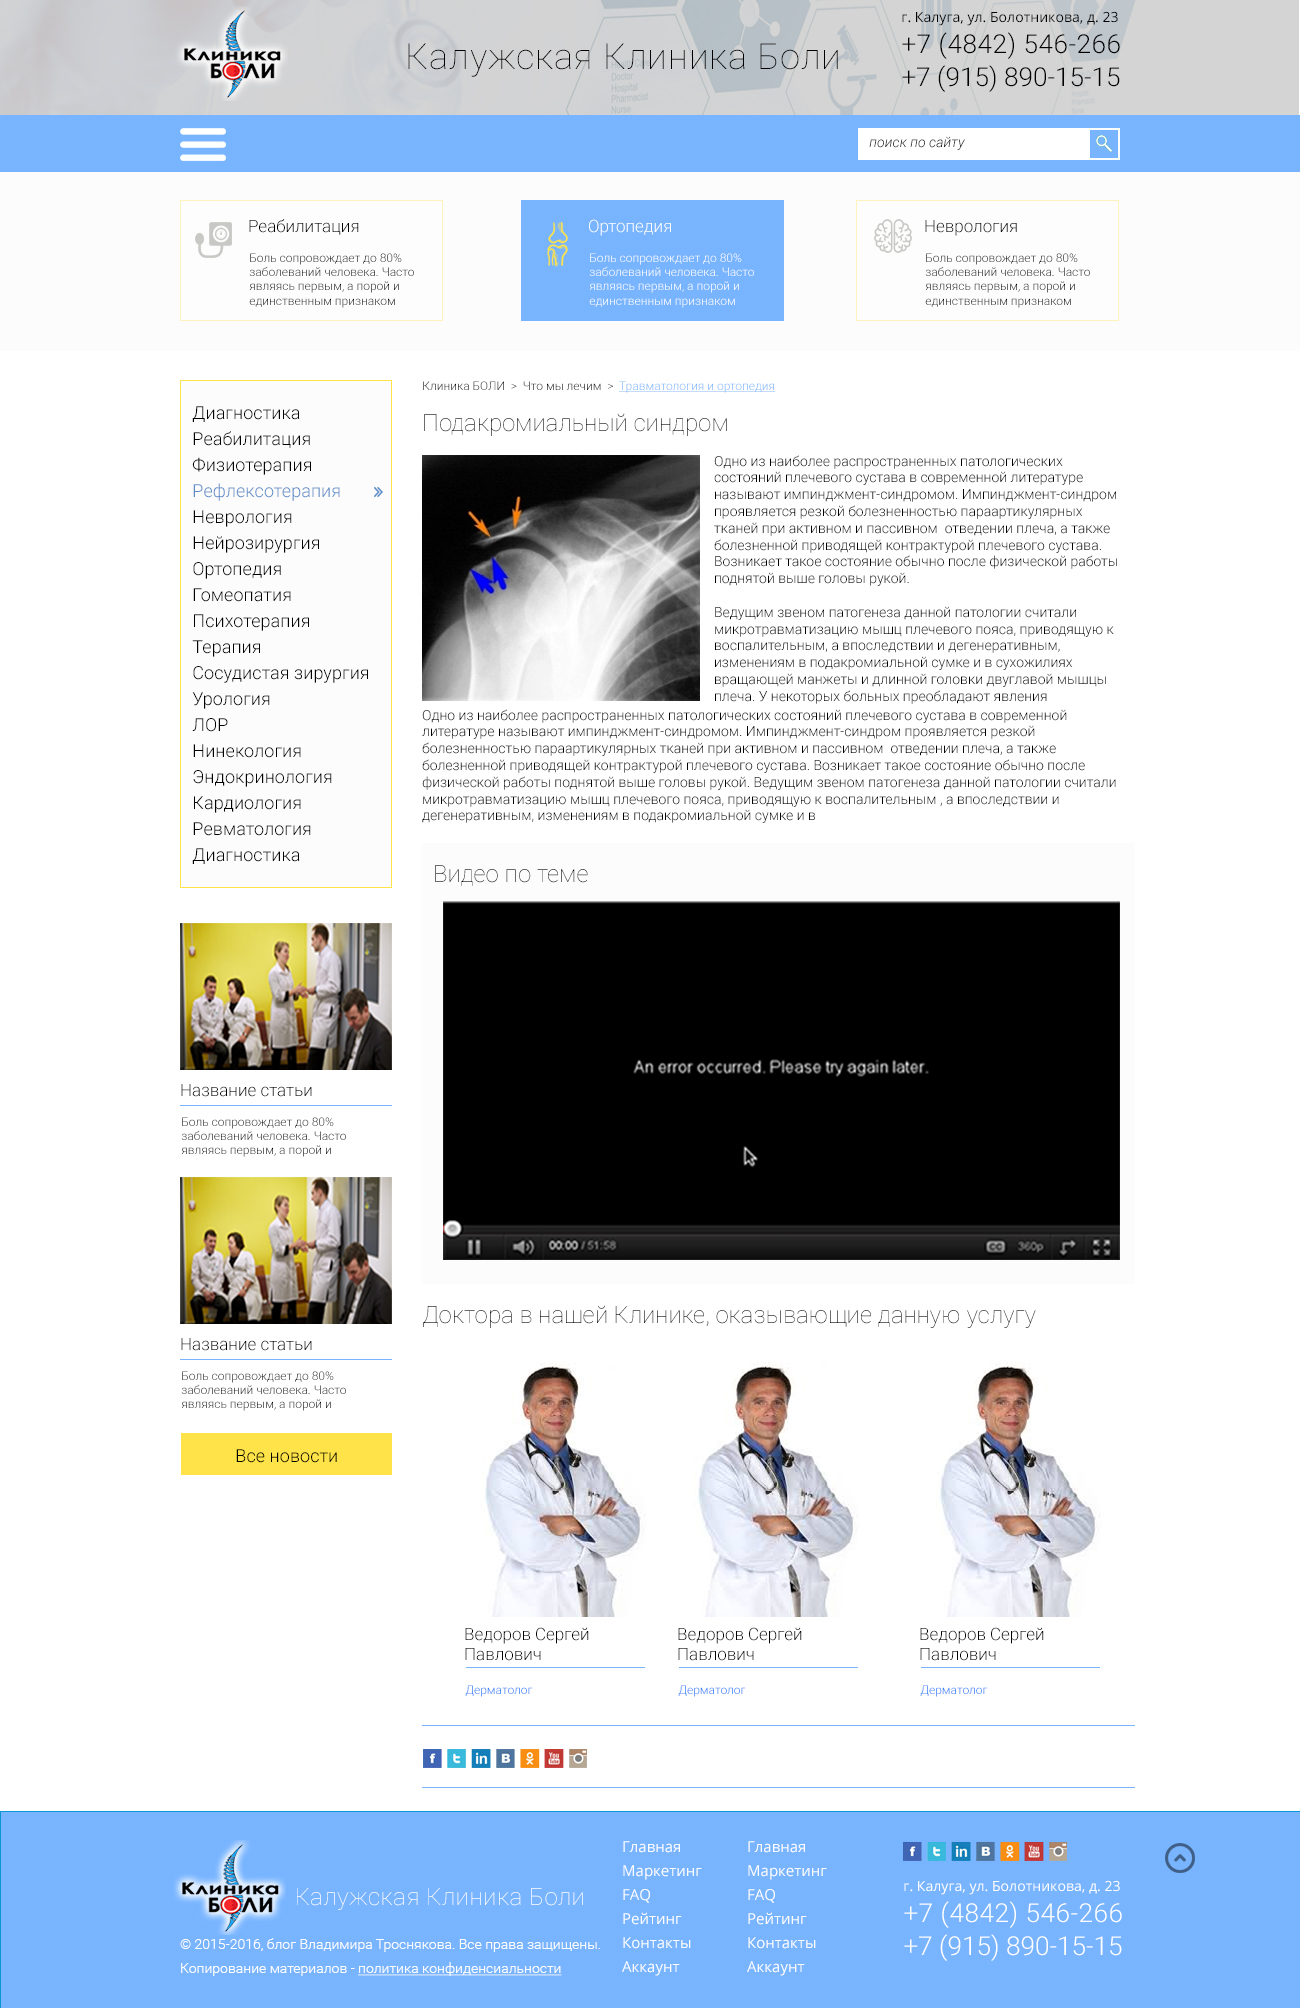 Клиника
БОЛИ
Калужская Клиника Боли
г. Калуга, ул. Болотникова, д. 23
+7 (4842) 546-266
+7 (915) 890-15-15
Doctor
Hospital
Pharmacist
Nurse
поиск по сайту
Реабилитация
Боль сопровождает до 80%
заболеваний человека. Часто
являясь первым, а порой и
единственным признаком
Ортопедия
Боль сопровождает до 80%
заболеваний человека. Часто
являясь первым, а порой и
единственным признаком
Неврология
Боль сопровождает до 80%
заболеваний человека. Часто
являясь первым, а порой и
единственным признаком
Диагностика
Реабилитация
Физиотерапия
Рефлексотерапия »
Неврология
Нейрозирургия
Ортопедия
Гомеопатия
Психотерапия
Терапия
Сосудистая зирургия
Урология
ЛОР
Нинекология
Эндокринология
Кардиология
Ревматология
Диагностика
Название статьи
Боль сопровождает до 80%
заболеваний человека. Часто
являясь первым, а порой и
Название статьи
Боль сопровождает до 80%
заболеваний человека. Часто
являясь первым, а порой и
Все новости
Клиника БОЛИ > Что мы лечим > Травматология и ортопедия
Подакромиальный синдром
Одно из наиболее распространенных патологических
состояний плечевого сустава в современной литературе
называют импинджмент-синдромом. Импинджмент-синдром
проявляется резкой болезненностью параартикулярных
тканей при активном и пассивном отведении плеча, а также
болезненной приводящей контрактурой плечевого сустава.
Возникает такое состояние обычно после физической работы
поднятой выше головы рукой.
Ведущим звеном патогенеза данной патологии считали
микротравматизацию мышц плечевого пояса, приводящую к
воспалительным, а впоследствии и дегенеративным,
изменениям в подакромиальной сумке и в сухожилиях
вращающей манжеты и длинной головки двуглавой мышцы
плеча. У некоторых больных преобладают явления
Одно из наиболее распространенных патологических состояний плечевого сустава в современной
литературе называют импинджмент-синдромом. Импинджмент-синдром проявляется резкой
болезненностью параартикулярных тканей при активном и пассивном отведении плеча, а также
болезненной приводящей контрактурой плечевого сустава. Возникает такое состояние обычно после
физической работы поднятой выше головы рукой. Ведущим звеном патогенеза данной патологии считали
микротравматизацию мышц плечевого пояса, приводящую к воспалительным , а впоследствии и
дегенеративным, изменениям в подакромиальной сумке и в
Видео по теме
An error occurred. Please try again later.
00:00 / 51:58
CC 360p
Доктора в нашей Клинике, оказывающие данную услугу
Ведоров Сергей
Павлович
Дерматолог
Ведоров Сергей
Павлович
Дерматолог
Ведоров Сергей
Павлович
Дерматолог
Клиника
БОЛИ
Калужская Клиника Боли
© 2015-2016, блог Владимира Троснякова. Все права защищены.
Копирование материалов - политика конфиденсиальности
Главная
Маркетинг
FAQ
Рейтинг
Контакты
Аккаунт
Главная
Маркетинг
FAQ
Рейтинг
Контакты
Аккаунт
г. Калуга, ул. Болотникова, д. 23
+7 (4842) 546-266
+7 (915) 890-15-15